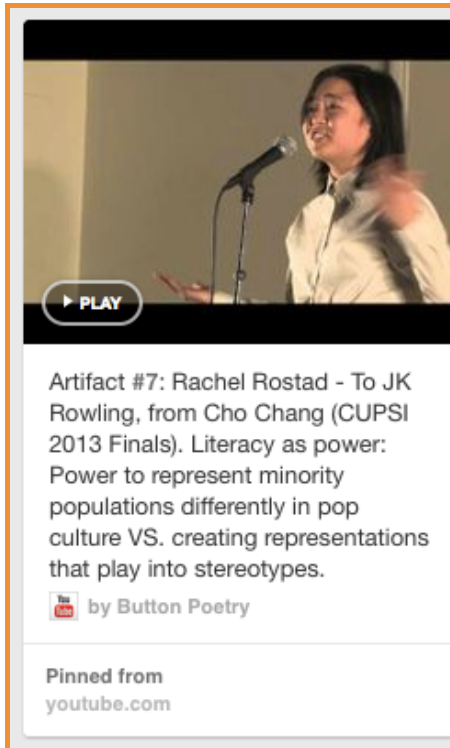 PLAY
Artifact #7: Rachel Rostad - To JK
Rowling, from Cho Chang (CUPSI
2013 Finals). Literacy as power:
Power to represent minority
populations differently in pop
culture VS. creating representations
that play into stereotypes.
You
Tube
by Button Poetry
Pinned from
youtube.com